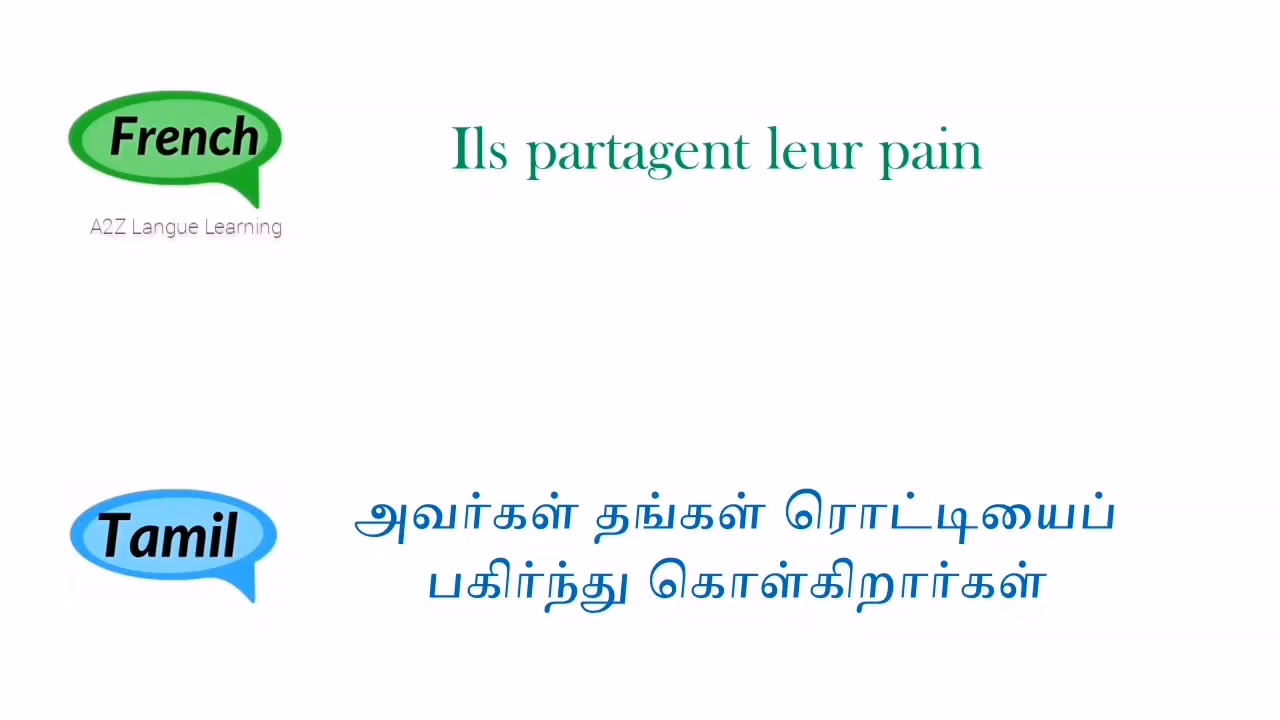 French
Ils partagent leur pain
A2Z Langue Learning
Tamil
அவர்கள் தங்கள் ரொட்டியைப்
பகிர்ந்து கொள்கிறார்கள்